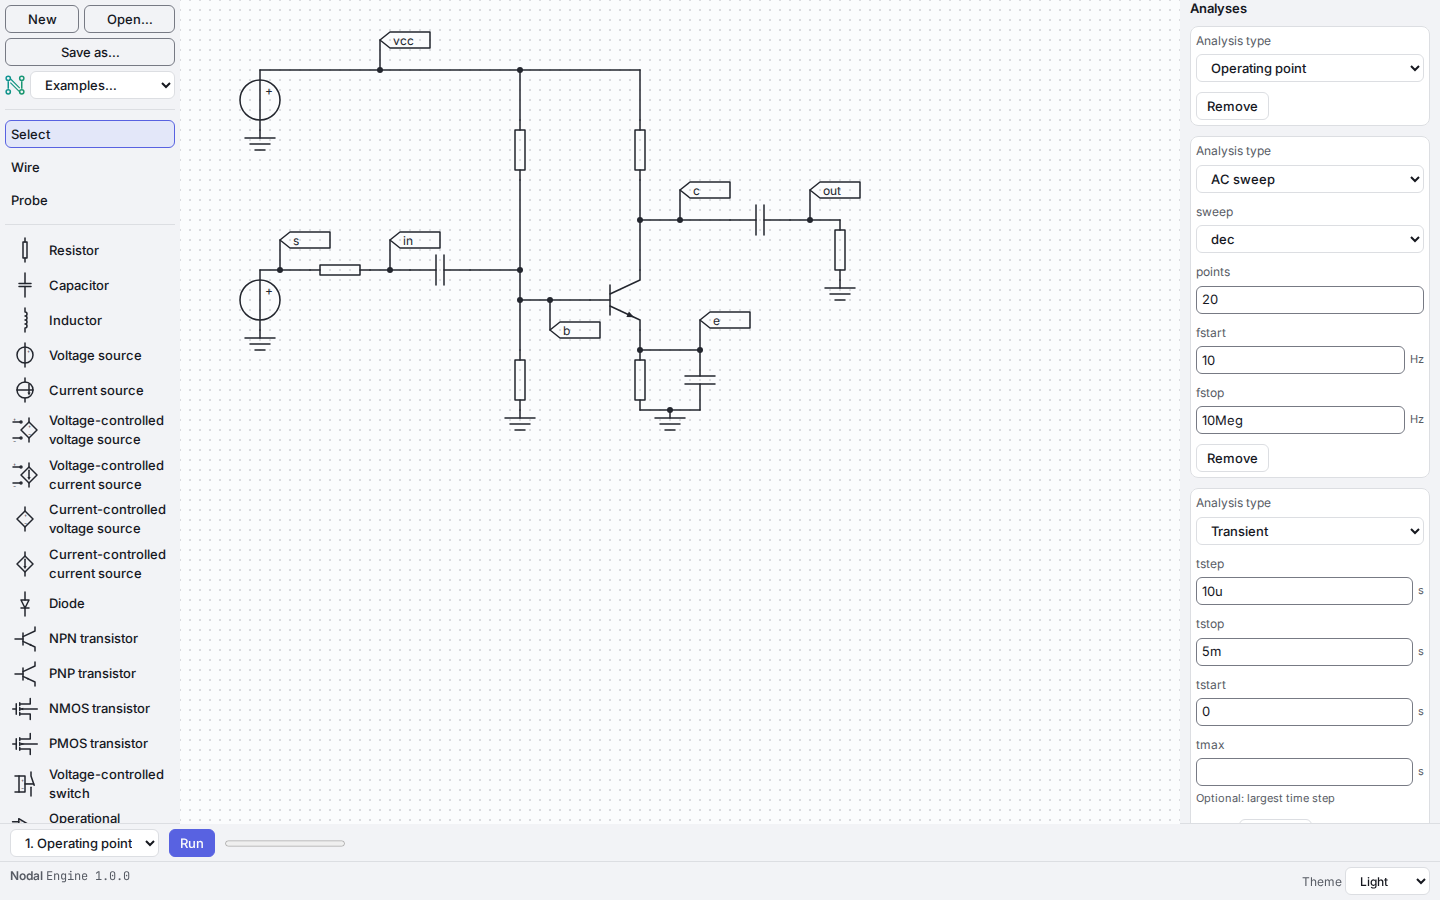 New
Open...
Save as...
Examples...
Select
Wire
Probe
Resistor
Capacitor
Inductor
Voltage source
Current source
Voltage-controlled
voltage source
Voltage-controlled
current source
Current-controlled
voltage source
Current-controlled
current source
Diode
NPN transistor
PNP transistor
NMOS transistor
PMOS transistor
Voltage-controlled
switch
Operational
vcc
+
c
out
s
in
+
b
e
Analyses
Analysis type
Operating point
Remove
Analysis type
AC sweep
sweep
dec
points
20
fstart
10 Hz
fstop
10Meg Hz
Remove
Analysis type
Transient
tstep
10u s
tstop
5m s
tstart
0 s
tmax
s
Optional: largest time step
1. Operating point
Run
Nodal Engine 1.0.0
Theme Light